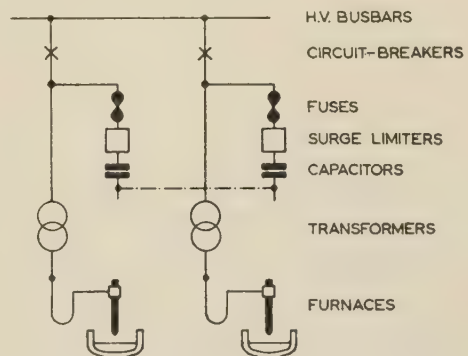 H.V. BUSBARS
CIRCUIT-BREAKERS
FUSES
SURGE LIMITERS
CAPACITORS
TRANSFORMERS
FURNACES